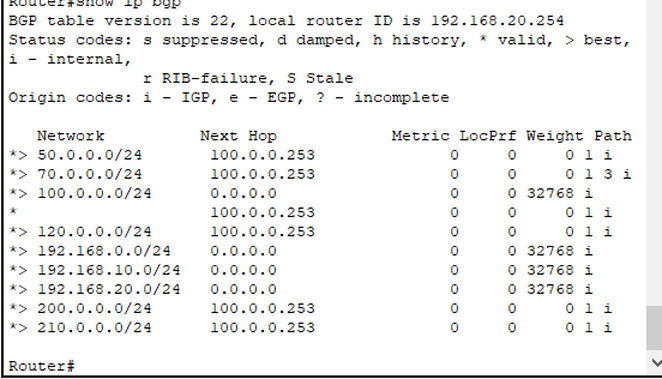 Router#show ip bgp
BGP table version is 22, local router ID is 192.168.20.254
Status codes: s suppressed, d damped, h history, * valid, > best,
i - internal,
r RIB-failure, S Stale
Origin codes: i - IGP, e - EGP, ? - incomplete
Network Next Hop Metric LocPrf Weight Path
*> 50.0.0.0/24 100.0.0.253 0 0 0 1 i
*> 70.0.0.0/24 100.0.0.253 0 0 0 1 3 i
*> 100.0.0.0/24 0.0.0.0 0 0 32768 i
* 100.0.0.253 0 0 0 1 i
*> 120.0.0.0/24 100.0.0.253 0 0 0 1 i
*> 192.168.0.0/24 0.0.0.0 0 0 32768 i
*> 192.168.10.0/24 0.0.0.0 0 0 32768 i
*> 192.168.20.0/24 0.0.0.0 0 0 32768 i
*> 200.0.0.0/24 100.0.0.253 0 0 0 1 i
*> 210.0.0.0/24 100.0.0.253 0 0 0 1 i
Router#